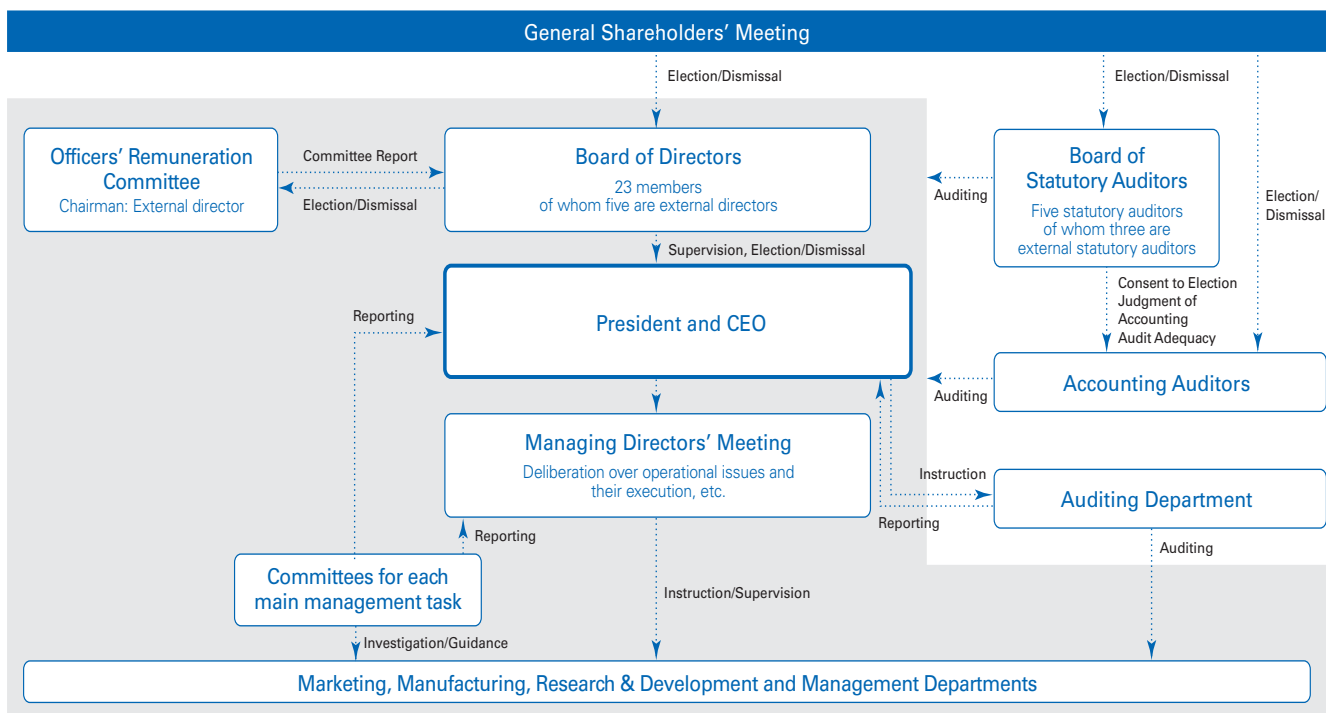 General Shareholders’ Meeting
Election/Dismissal
Election/Dismissal
Officers’ Remuneration
Committee
Chairman: External director
Committee Report
Election/Dismissal
Board of Directors
23 members
of whom five are external directors
Auditing
Board of
Statutory Auditors
Five statutory auditors
of whom three are
external statutory auditors
Election/
Dismissal
Supervision, Election/Dismissal
Consent to Election
Judgment of
Accounting
Audit Adequacy
Reporting
President and CEO
Auditing
Accounting Auditors
Managing Directors’ Meeting
Deliberation over operational issues and
their execution, etc.
Instruction
Reporting
Auditing Department
Reporting
Auditing
Committees for each
main management task
Instruction/Supervision
Investigation/Guidance
Marketing, Manufacturing, Research & Development and Management Departments